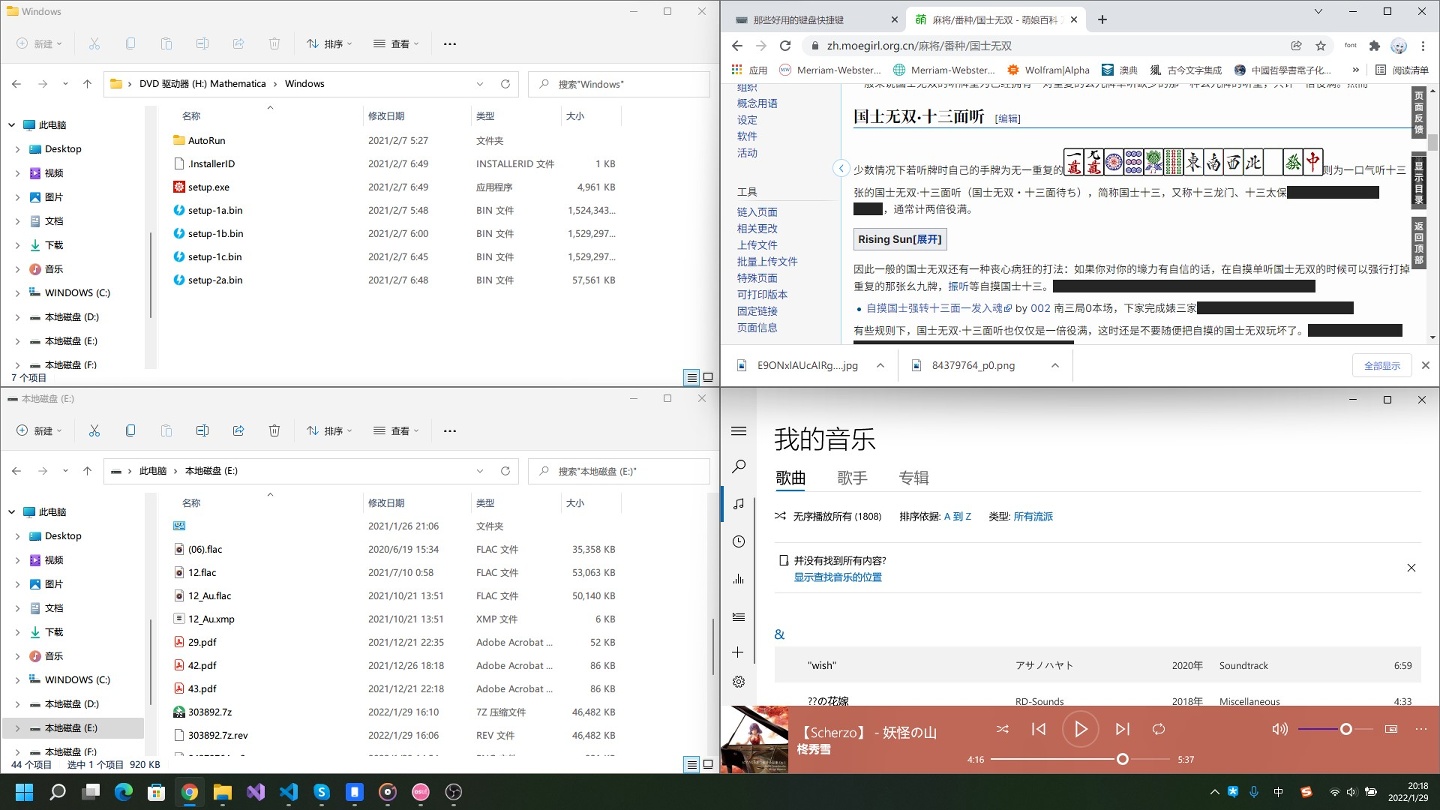 Windows
新建
排序
查看
DVD 驱动器 (H:) Mathematica
Windows
搜索"Windows"
名称
修改日期
类型
大小
此电脑
Desktop
视频
图片
文档
下载
音乐
WINDOWS (C:)
本地磁盘 (D:)
本地磁盘 (E:)
本地磁盘 (F:)
AutoRun 2021/2/7 5:27 文件夹
.InstallerID 2021/2/7 6:49 INSTALLERID 文件 1 KB
setup.exe 2021/2/7 6:49 应用程序 4,961 KB
setup-1a.bin 2021/2/7 5:48 BIN 文件 1,524,343...
setup-1b.bin 2021/2/7 6:00 BIN 文件 1,529,297...
setup-1c.bin 2021/2/7 6:45 BIN 文件 1,529,297...
setup-2a.bin 2021/2/7 6:48 BIN 文件 57,561 KB
7 个项目
那些好用的键盘快捷键
麻将/番种/国士无双 - 萌娘百科
zh.moegirl.org.cn/麻将/番种/国士无双
应用
Merriam-Webster...
Merriam-Webster...
Wolfram|Alpha
澳典
古今文字集成
中國哲學書電子化...
»
阅读清单
组织
概念用语
设定
软件
活动
工具
链入页面
相关更改
上传文件
批量上传文件
特殊页面
可打印版本
固定链接
页面信息
国士无双·十三面听 [编辑]
少数情况下若听牌时自己的手牌为无一重复的 則为一口气听十三
张的国士无双·十三面听（国士无双・十三面待ち），简称国士十三，又称十三龙门、十三太保
，通常计两倍役满。
Rising Sun[展开]
因此一般的国士无双还有一种丧心病狂的打法：如果你对你的壕力有自信的话，在自摸单听国士无双的时候可以强行打掉
重复的那张幺九牌，振听等自摸国士十三。
自摸国士强转十三面一发入魂 by 002 南三局0本场，下家完成婊三家
有些规则下，国士无双·十三面听也仅仅是一倍役满，这时还是不要随便把自摸的国士无双玩坏了。
页面反馈
显示目录
返回顶部
E9ONxlAUcAIRg....jpg
84379764_p0.png
全部显示
本地磁盘 (E:)
新建
排序
查看
此电脑
本地磁盘 (E:)
搜索"本地磁盘 (E:)"
名称
修改日期
类型
大小
此电脑
Desktop
视频
图片
文档
下载
音乐
WINDOWS (C:)
本地磁盘 (D:)
本地磁盘 (E:)
本地磁盘 (F:)
2021/1/26 21:06 文件夹
(06).flac 2020/6/19 15:34 FLAC 文件 35,358 KB
12.flac 2021/7/10 0:58 FLAC 文件 53,063 KB
12_Au.flac 2021/10/21 13:51 FLAC 文件 50,140 KB
12_Au.xmp 2021/10/21 13:51 XMP 文件 6 KB
29.pdf 2021/12/21 22:35 Adobe Acrobat ... 52 KB
42.pdf 2021/12/26 18:18 Adobe Acrobat ... 86 KB
43.pdf 2021/12/21 22:18 Adobe Acrobat ... 86 KB
303892.7z 2022/1/29 16:10 7Z 压缩文件 46,482 KB
303892.7z.rev 2022/1/29 16:06 REV 文件 46,482 KB
44 个项目
选中 1 个项目 920 KB
我的音乐
歌曲
歌手
专辑
无序播放所有 (1808)
排序依据: A 到 Z
类型: 所有流派
并没有找到所有内容?
显示查找音乐的位置
&
"wish" アサノハヤト 2020年 Soundtrack 6:59
??の花嫁 RD-Sounds 2018年 Miscellaneous 4:33
【Scherzo】 - 妖怪の山
柊秀雪
4:16
5:37
中
20:18
2022/1/29